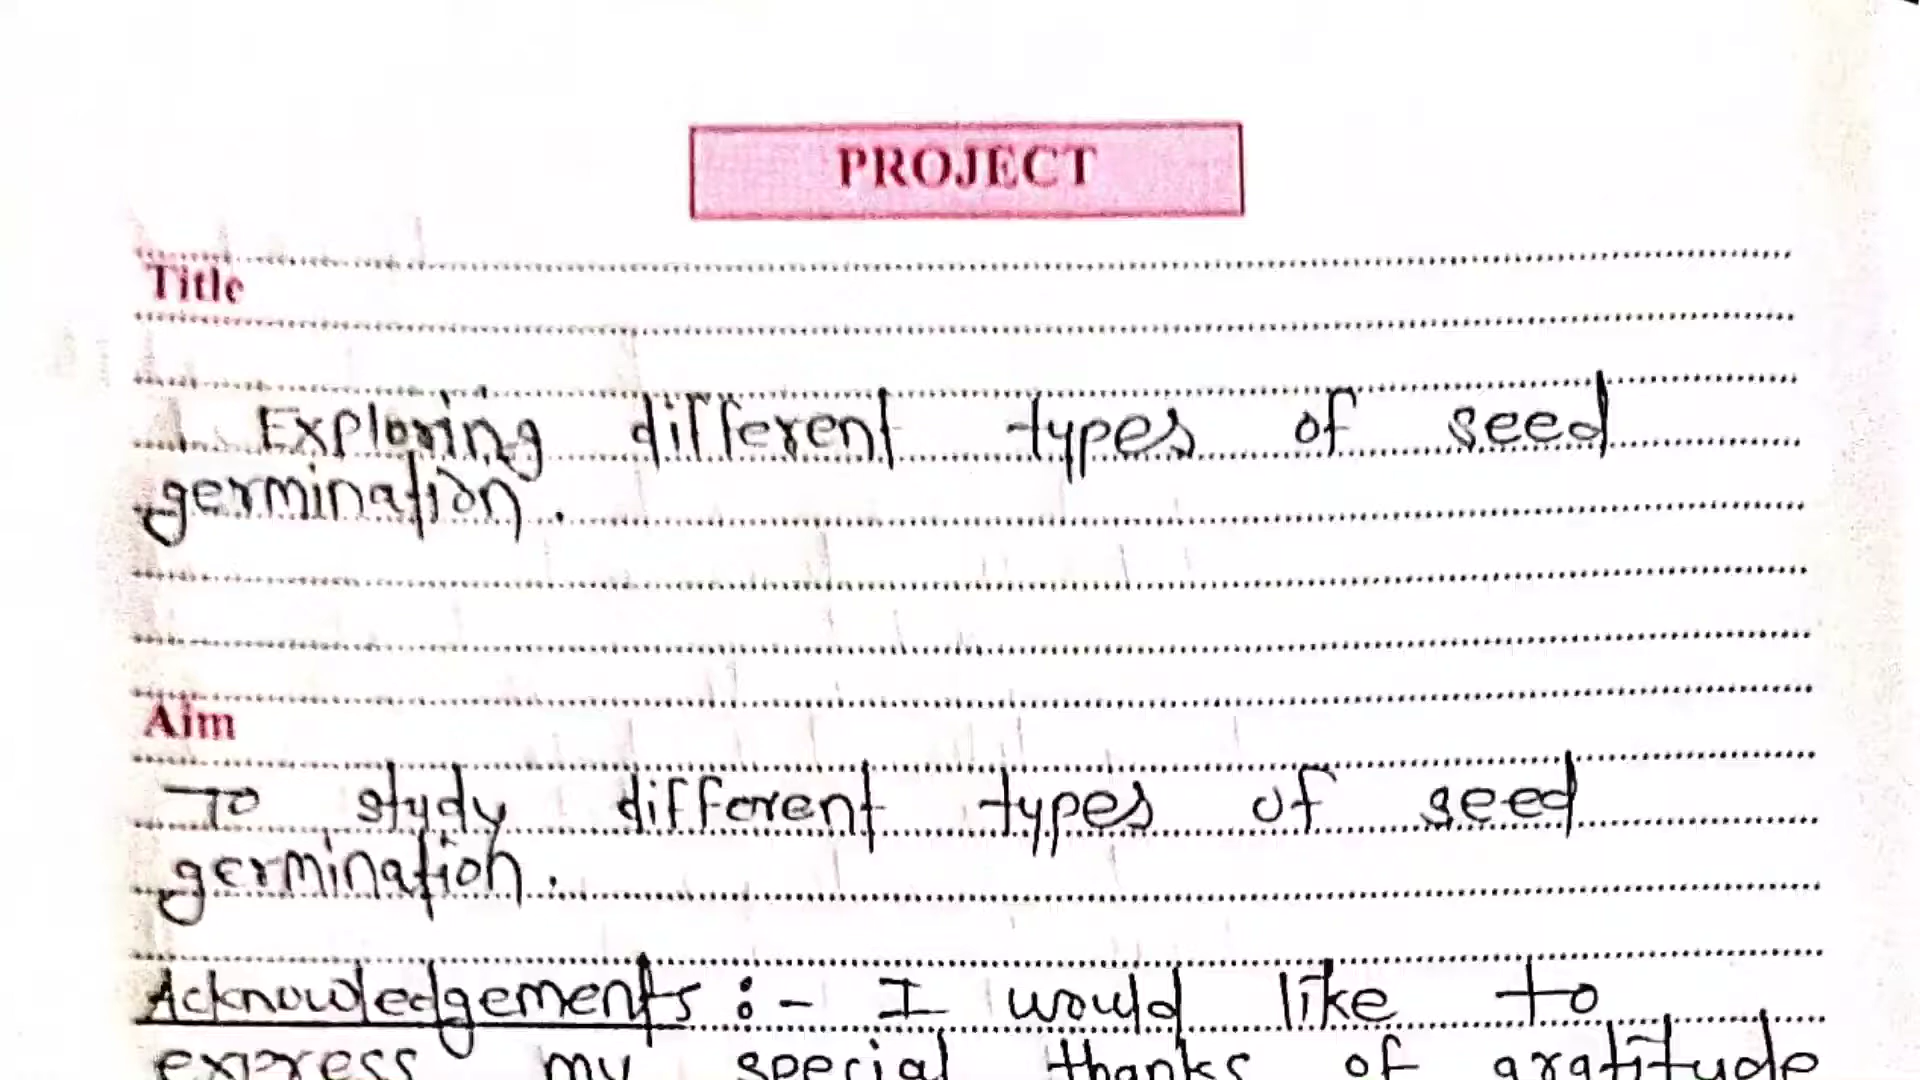 PROJECT
Title
Exploring different types of seed
germination.
Aim
To study different types of seed
germination.
Acknowledgements :- I would like to
express my special thanks of gratitude